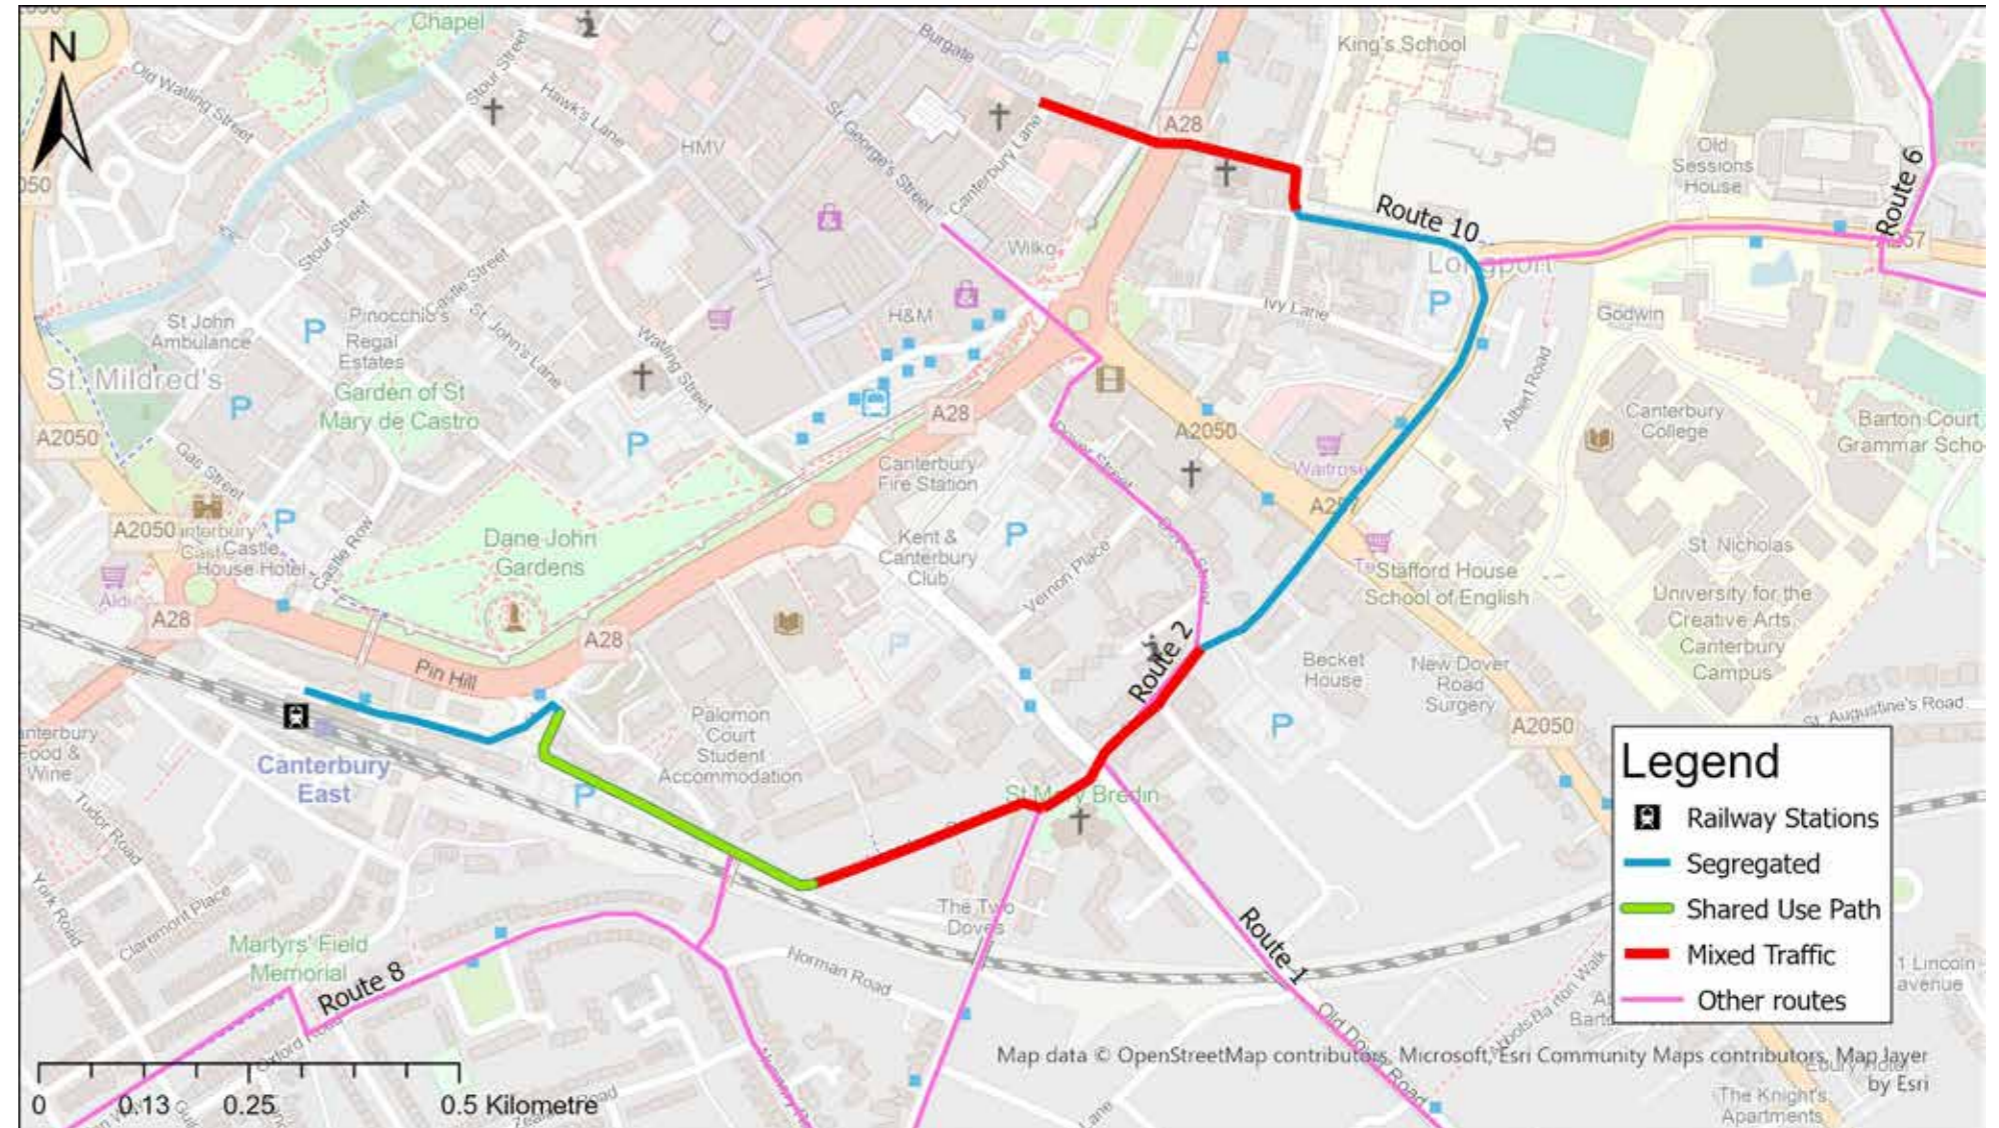 Chapel
N
Old Watling Street
Stour Street
Hawk's Lane
Burgate
King's School
HMV
St. George's Street
Canterbury Lane
A28
Old
Sessions
House
Route 6
Route 10
Longport
Stour Street
Castle Street
Pinocchio's
St. John's Lane
Watling Street
Wilko
H&M
Ivy Lane
Godwin
St John
Ambulance
P
Regal
Estates
P
St. Mildred's
Garden of St
Mary de Castro
P
P
A28
A2050
Albert Road
Canterbury
College
Barton Court
Grammar Scho
A2050
Gas Street
Canterbury
Fire Station
Waitrose
P
P
A2050
Castle
House Hotel
Castle Row
Dane John
Gardens
Kent &
Canterbury
Club
Vernon Place
St Nicholas
Stafford House
School of English
University for the
Creative Arts
Canterbury
Campus
A28
A28
Pin Hill
P
Route 2
Becket
House
New Dover
Road
Surgery
P
A2050
St. Augustine's Road
Palomon
Court
Student
Accommodation
Canterbury
East
P
St Mary Bredin
Tudor Road
York Road
Claremont Place
Martyrs' Field
Memorial
Route 8
The Two
Doves
Norman Road
Route 1
Old Dover Road
Legend
Railway Stations
Segregated
Shared Use Path
Mixed Traffic
Other routes
1 Lincoln
avenue
Map data © OpenStreetMap contributors, Microsoft, Esri Community Maps contributors, Map layer
by Esri
0 0.13 0.25 0.5 Kilometre
The Knight's
Apartments